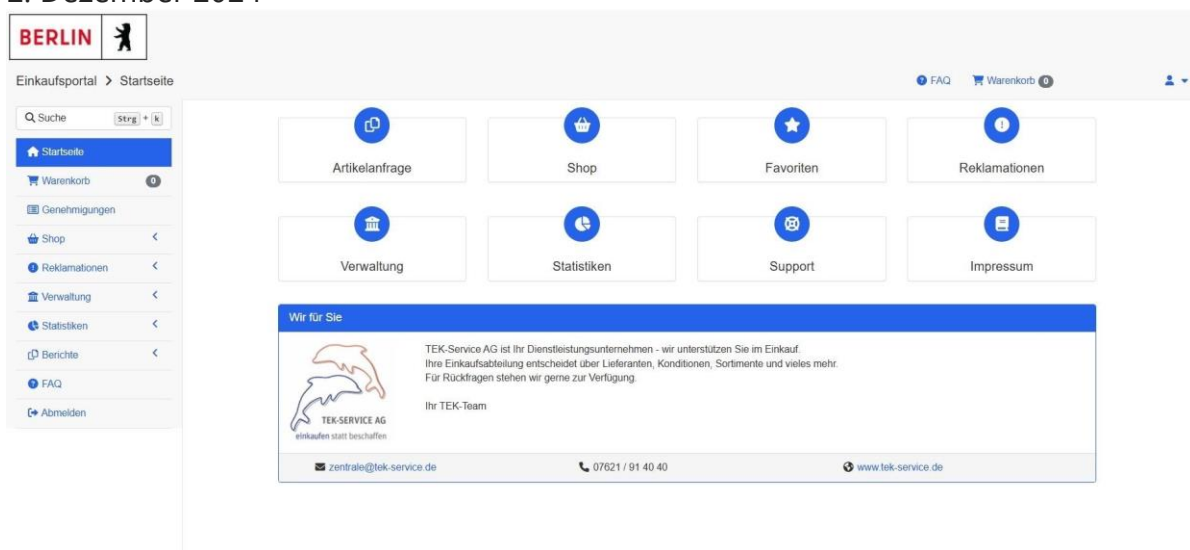 2. Dezember 2024
BERLIN
Einkaufsportal > Startseite
FAQ
Warenkorb 0
Suche Strg + k
Startseite
Warenkorb 0
Genehmigungen
Shop
Reklamationen
Verwaltung
Statistiken
Berichte
FAQ
Abmelden
Artikelanfrage
Shop
Favoriten
Reklamationen
Verwaltung
Statistiken
Support
Impressum
Wir für Sie
TEK-Service AG ist Ihr Dienstleistungsunternehmen - wir unterstützen Sie im Einkauf.
Ihre Einkaufsabteilung entscheidet über Lieferanten, Konditionen, Sortimente und vieles mehr.
Für Rückfragen stehen wir gerne zur Verfügung.
Ihr TEK-Team
TEK-SERVICE AG
einkaufen statt beschaffen
zentrale@tek-service.de
07621 / 91 40 40
www.tek-service.de